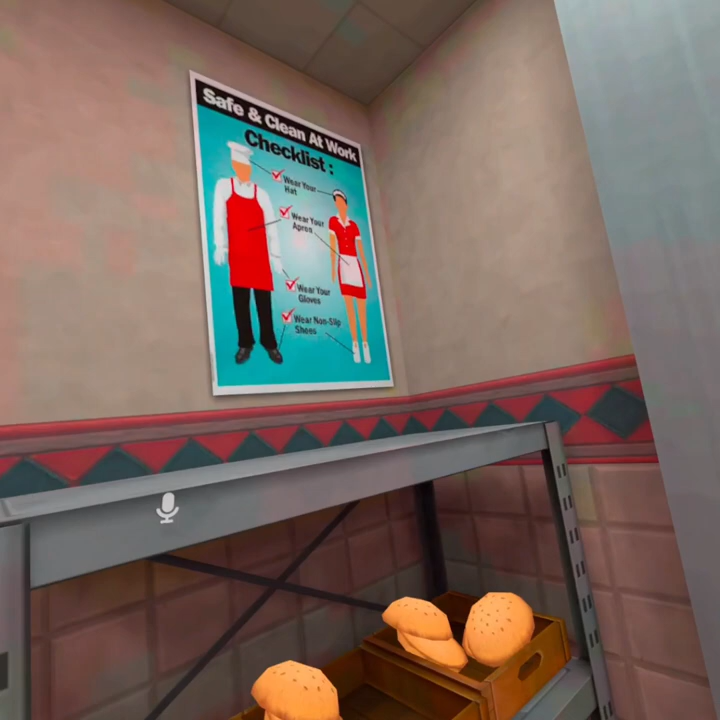 Safe & Clean At Work
Checklist :
Wear Your
Hat
Wear Your
Apron
Wear Your
Gloves
Wear Non-Slip
Shoes